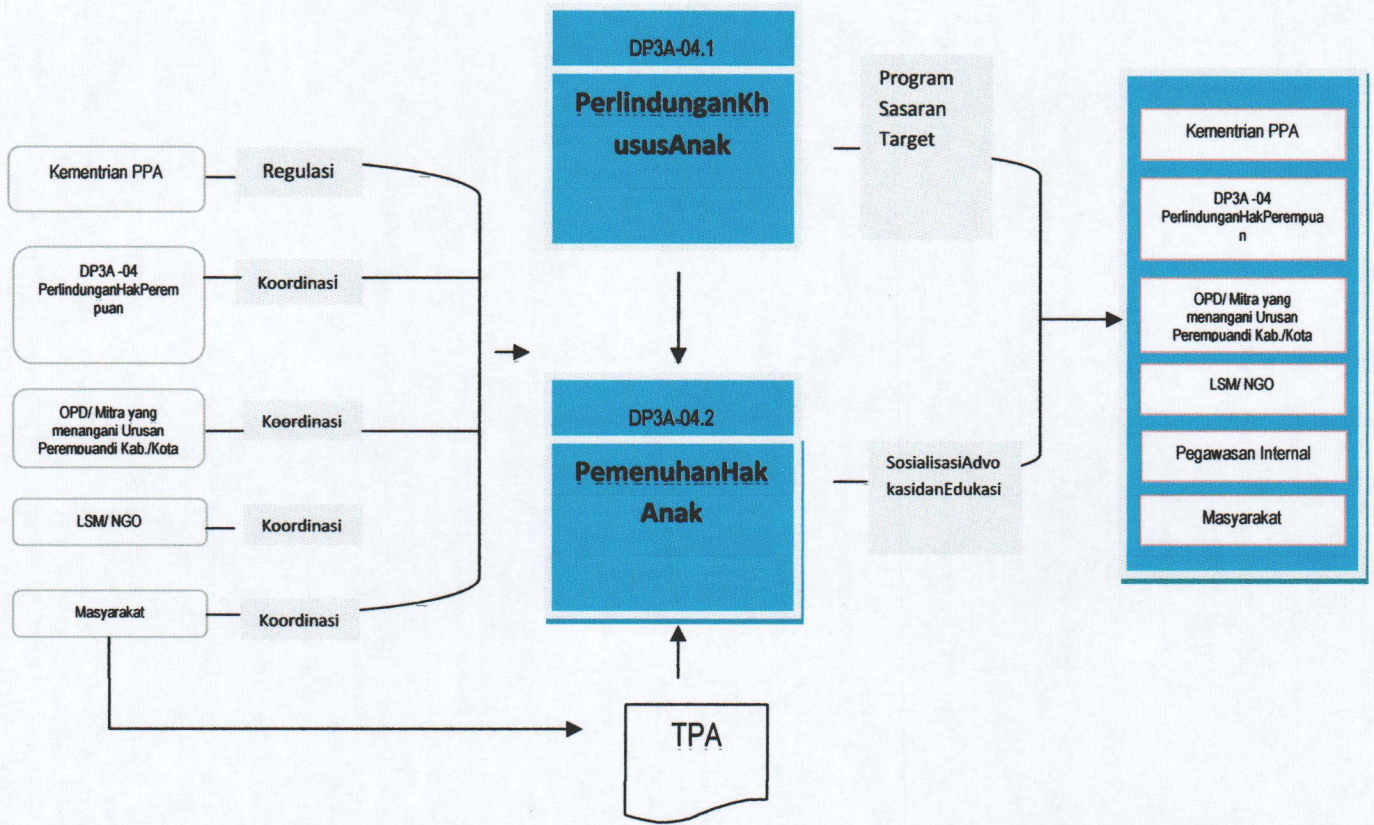 Kementrian PPA
Regulasi
DP3A -04
PerlindunganHakPerem
puan
Koordinasi
OPD/ Mitra yang
menangani Urusan
Perempuandi Kab./Kota
Koordinasi
LSM/ NGO
Koordinasi
Masyarakat
Koordinasi
DP3A-04.1
PerlindunganKh
ususAnak
DP3A-04.2
PemenuhanHak
Anak
TPA
Program
Sasaran
Target
SosialisasiAdvo
kasidanEdukasi
Kementrian PPA
DP3A -04
PerlindunganHakPerempua
n
OPD/ Mitra yang
menangani Urusan
Perempuandi Kab./Kota
LSM/ NGO
Pegawasan Internal
Masyarakat